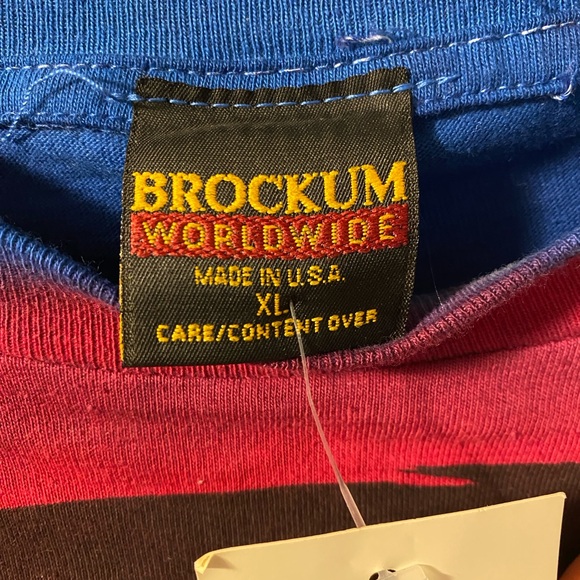 BROCKUM
WORLDWIDE
MADE IN U.S.A.
XL
CARE/CONTENT OVER